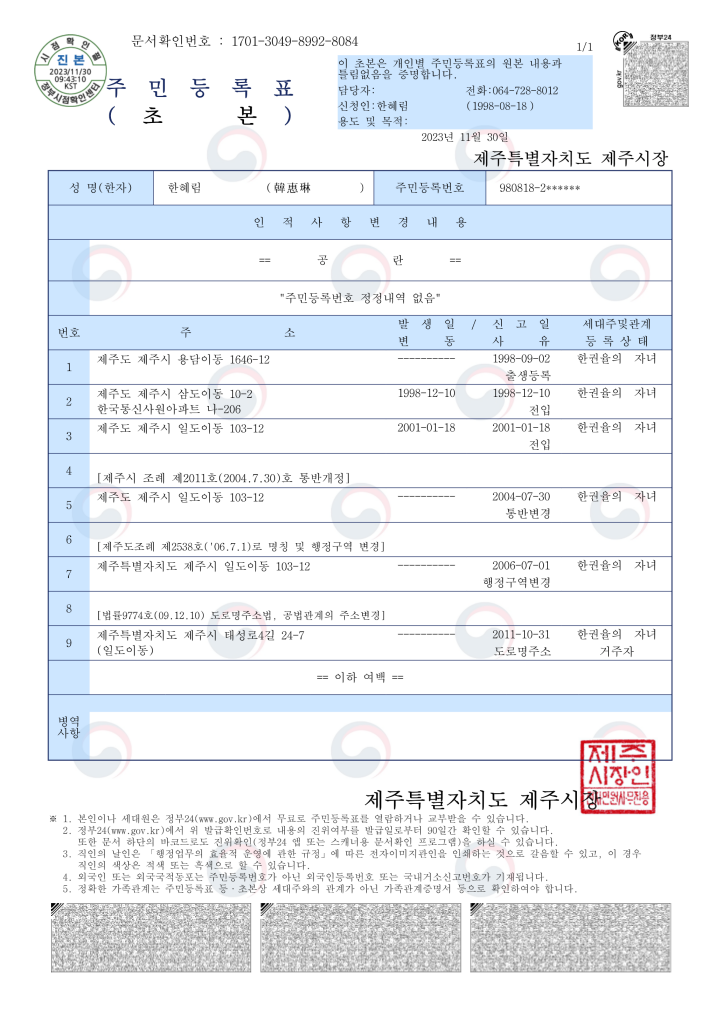 문서확인번호 : 1701-3049-8992-8084
1/1
시점확인필
진 본
2023/11/30
09:43:10
KST
정부시점확인센터
정부24
gov.kr
주 민 등 록 표
( 초 본 )
이 초본은 개인별 주민등록표의 원본 내용과
틀림없음을 증명합니다.
담당자: 전화:064-728-8012
신청인:한혜림 (1998-08-18 )
용도 및 목적:
2023년 11월 30일
제주특별자치도 제주시장
성 명(한자) 한혜림 (韓惠琳 ) 주민등록번호 980818-2******
인 적 사 항 변 경 내 용
== 공 란 ==
"주민등록번호 정정내역 없음"
번호 주 소 발 생 일 / 신 고 일 세대주및관계
변 동 사 유 등 록 상 태
1 제주도 제주시 용담이동 1646-12 ---------- 1998-09-02 한권율의 자녀
출생등록
2 제주도 제주시 삼도이동 10-2 1998-12-10 1998-12-10 한권율의 자녀
한국통신사원아파트 나-206 전입
3 제주도 제주시 일도이동 103-12 2001-01-18 2001-01-18 한권율의 자녀
전입
4 [제주시 조례 제2011호(2004.7.30)호 통반개정]
5 제주도 제주시 일도이동 103-12 ---------- 2004-07-30 한권율의 자녀
통반변경
6 [제주도조례 제2538호('06.7.1)로 명칭 및 행정구역 변경]
7 제주특별자치도 제주시 일도이동 103-12 ---------- 2006-07-01 한권율의 자녀
행정구역변경
8 [법률9774호(09.12.10) 도로명주소법, 공법관계의 주소변경]
9 제주특별자치도 제주시 태성로4길 24-7 ---------- 2011-10-31 한권율의 자녀
(일도이동) 도로명주소 거주자
== 이하 여백 ==
병역
사항
제주특별자치도 제주시장
제주
시장인
※ 1. 본인이나 세대원은 정부24(www.gov.kr)에서 무료로 주민등록표를 열람하거나 교부받을 수 있습니다.
2. 정부24(www.gov.kr)에서 위 발급확인번호로 내용의 진위여부를 발급일로부터 90일간 확인할 수 있습니다.
또한 문서 하단의 바코드로도 진위확인(정부24 앱 또는 스캐너용 문서확인 프로그램)을 하실 수 있습니다.
3. 직인의 날인은 「행정업무의 효율적 운영에 관한 규정」에 따른 전자이미지관인을 인쇄하는 것으로 갈음할 수 있고, 이 경우
직인의 색상은 적색 또는 흑색으로 할 수 있습니다.
4. 외국인 또는 외국국적동포는 주민등록번호가 아닌 외국인등록번호 또는 국내거소신고번호가 기재됩니다.
5. 정확한 가족관계는 주민등록표 등·초본상 세대주와의 관계가 아닌 가족관계증명서 등으로 확인하여야 합니다.